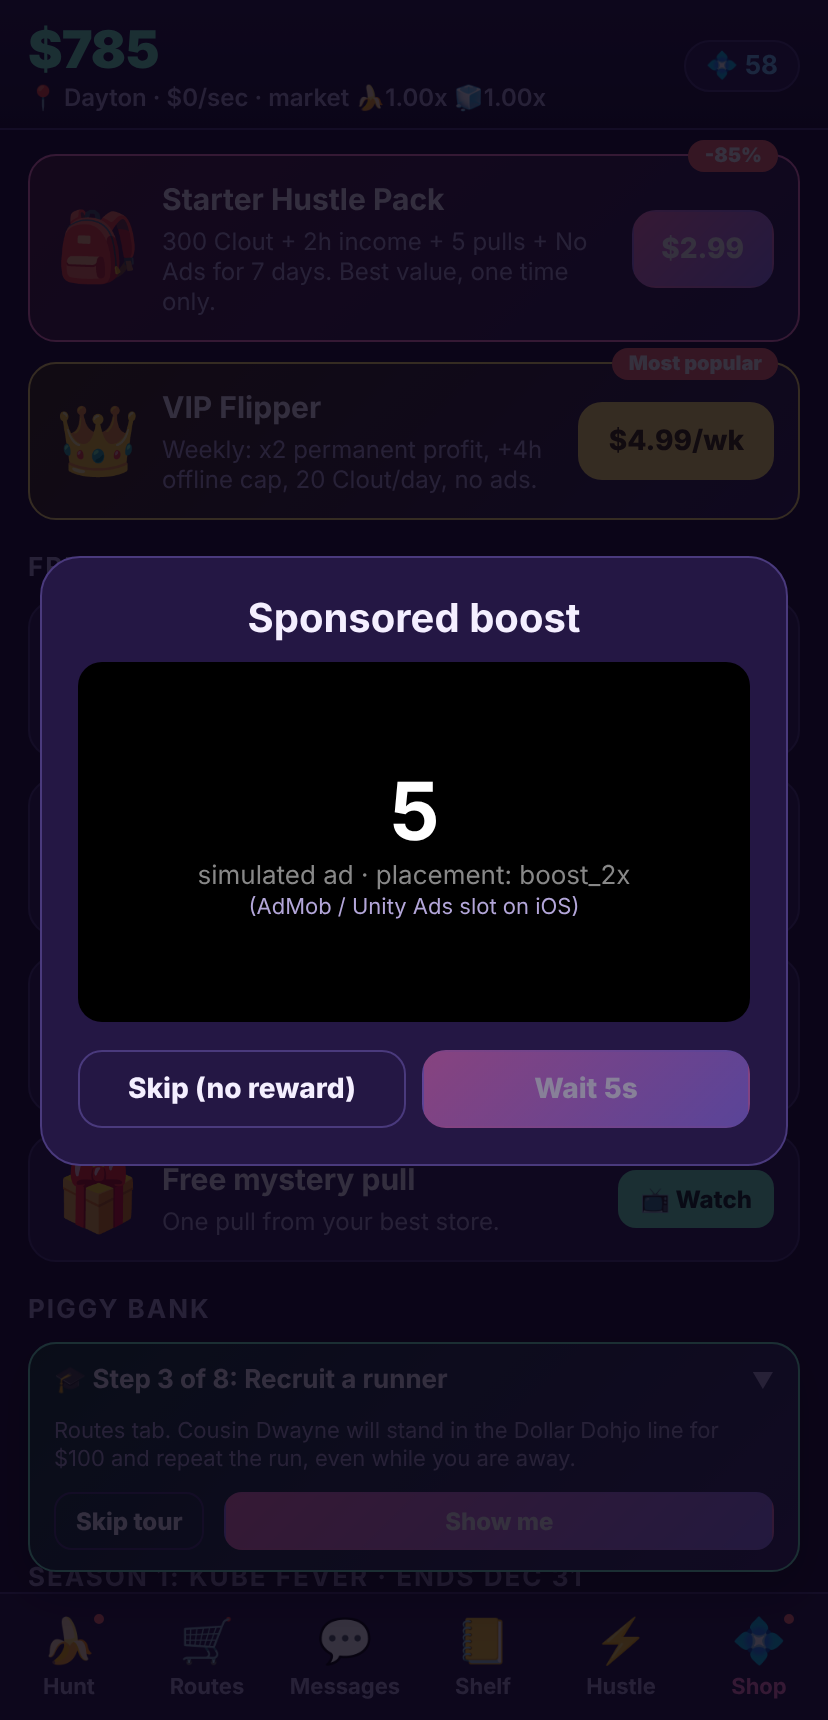 $785
58
Dayton · $0/sec · market 1.00x 1.00x
-85%
Starter Hustle Pack
300 Clout + 2h income + 5 pulls + No
Ads for 7 days. Best value, one time
only.
$2.99
Most popular
VIP Flipper
Weekly: x2 permanent profit, +4h
offline cap, 20 Clout/day, no ads.
$4.99/wk
Sponsored boost
5
simulated ad · placement: boost_2x
(AdMob / Unity Ads slot on iOS)
Skip (no reward)
Wait 5s
Free mystery pull
One pull from your best store.
Watch
PIGGY BANK
Step 3 of 8: Recruit a runner
Routes tab. Cousin Dwayne will stand in the Dollar Dohjo line for
$100 and repeat the run, even while you are away.
Skip tour
Show me
SEASON 1: KUBE FEVER · ENDS DEC 31
Hunt
Routes
Messages
Shelf
Hustle
Shop